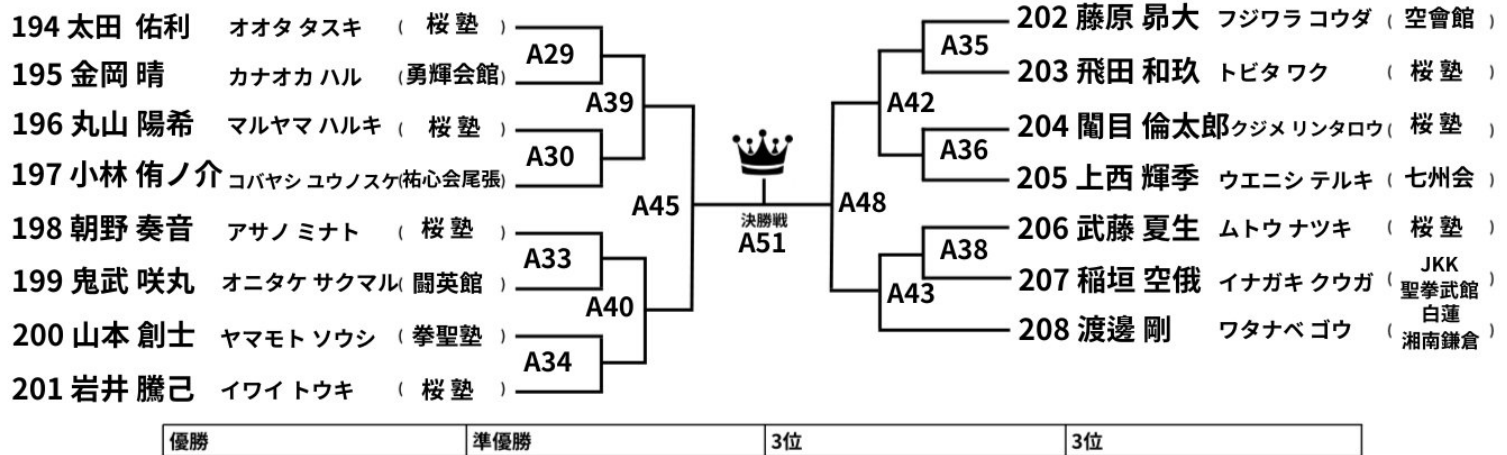 194 太田 佑利 オオタ タスキ （ 桜 塾 ）
195 金岡 晴 カナオカ ハル （勇輝会館）
196 丸山 陽希 マルヤマ ハルキ （ 桜 塾 ）
197 小林 侑ノ介 コバヤシ ユウノスケ（祐心会尾張）
198 朝野 奏音 アサノ ミナト （ 桜 塾 ）
199 鬼武 咲丸 オニタケ サクマル（ 闘英館 ）
200 山本 創士 ヤマモト ソウシ （ 拳聖塾 ）
201 岩井 騰己 イワイ トウキ （ 桜 塾 ）
A29
A39
A30
A45
A33
A40
A34
決勝戦
A51
A35
A42
A36
A48
A38
A43
202 藤原 昴大 フジワラ コウダ （ 空會館 ）
203 飛田 和玖 トビタ ワク （ 桜 塾 ）
204 闖目 倫太郎 クジメ リンタロウ（ 桜 塾 ）
205 上西 輝季 ウエニシ テルキ （ 七州会 ）
206 武藤 夏生 ムトウ ナツキ （ 桜 塾 ）
207 稲垣 空俄 イナガキ クウガ （ JKK
聖拳武館 ）
208 渡邊 剛 ワタナベ ゴウ （ 白蓮
湘南鎌倉 ）
優勝 準優勝 3位 3位